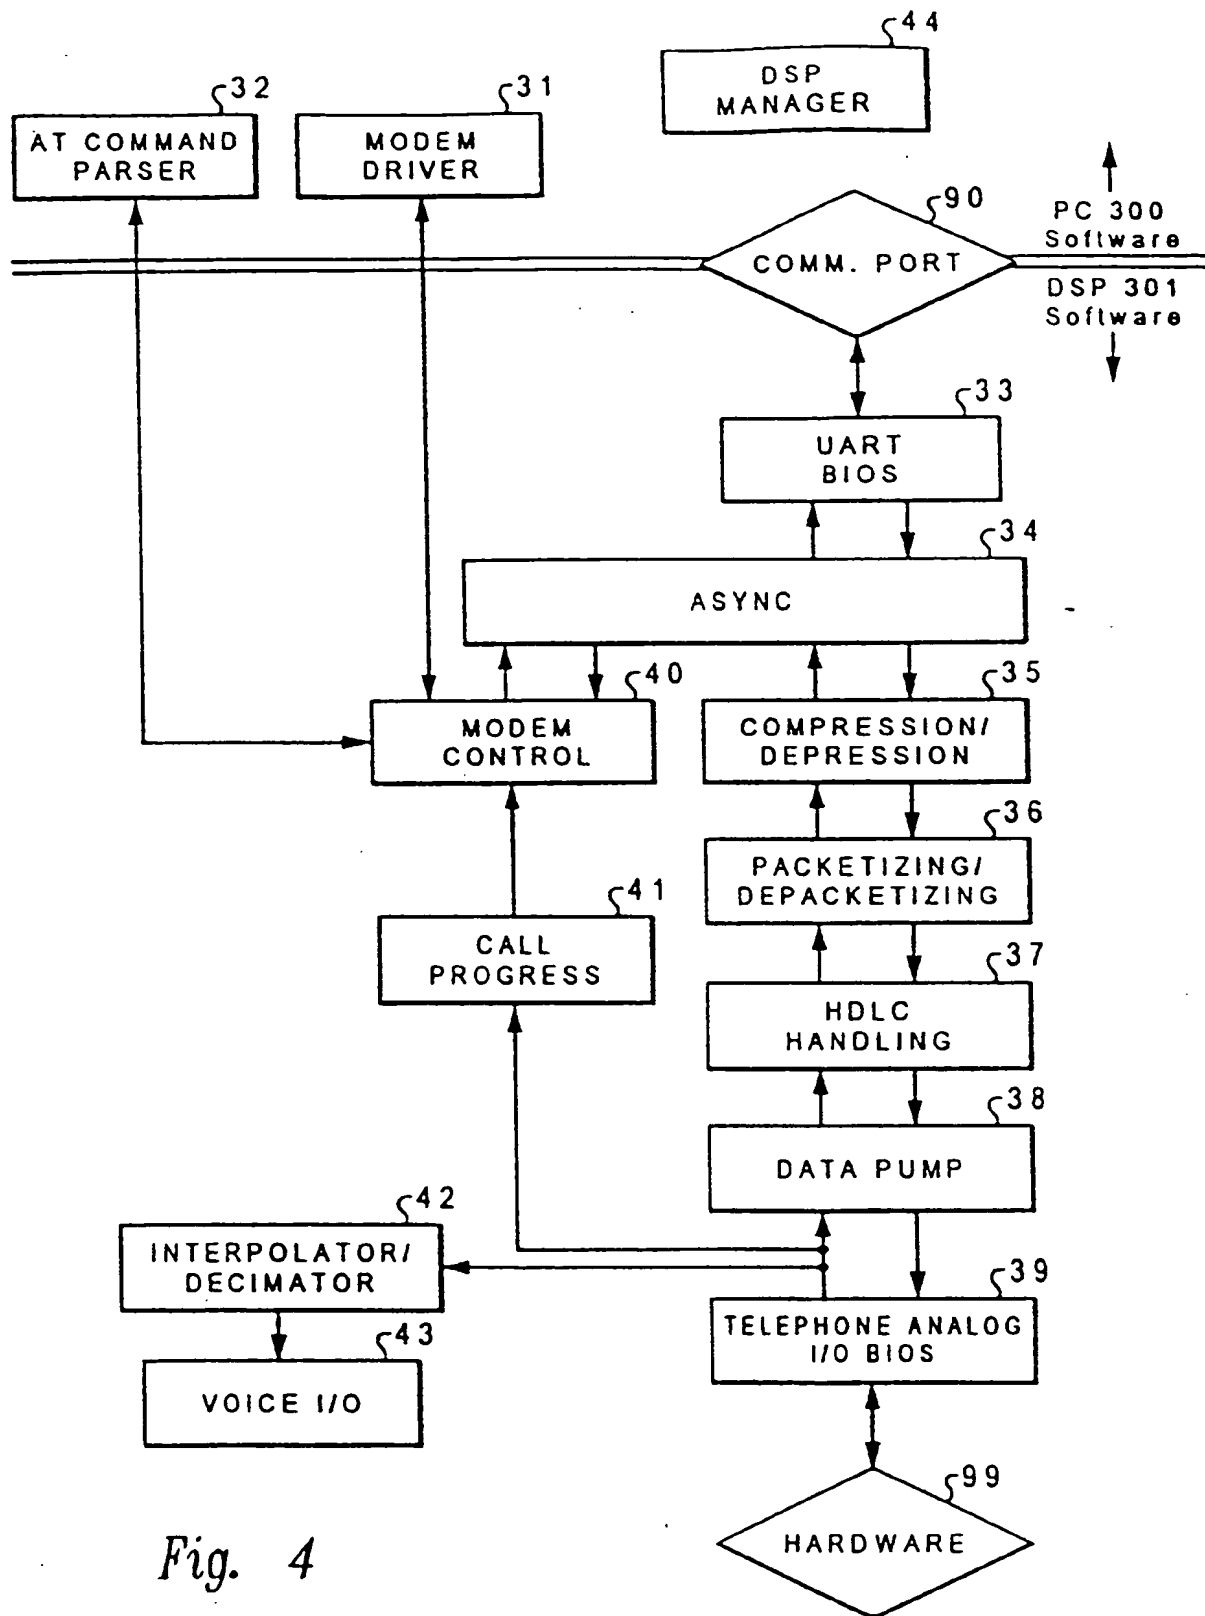 44
DSP
MANAGER
32
AT COMMAND
PARSER
31
MODEM
DRIVER
90
COMM. PORT
PC 300
Software
DSP 301
Software
33
UART
BIOS
34
ASYNC
40
MODEM
CONTROL
35
COMPRESSION/
DEPRESSION
36
PACKETIZING/
DEPACKETIZING
41
CALL
PROGRESS
37
HDLC
HANDLING
38
DATA PUMP
42
INTERPOLATOR/
DECIMATOR
39
TELEPHONE ANALOG
I/O BIOS
43
VOICE I/O
99
HARDWARE
Fig. 4